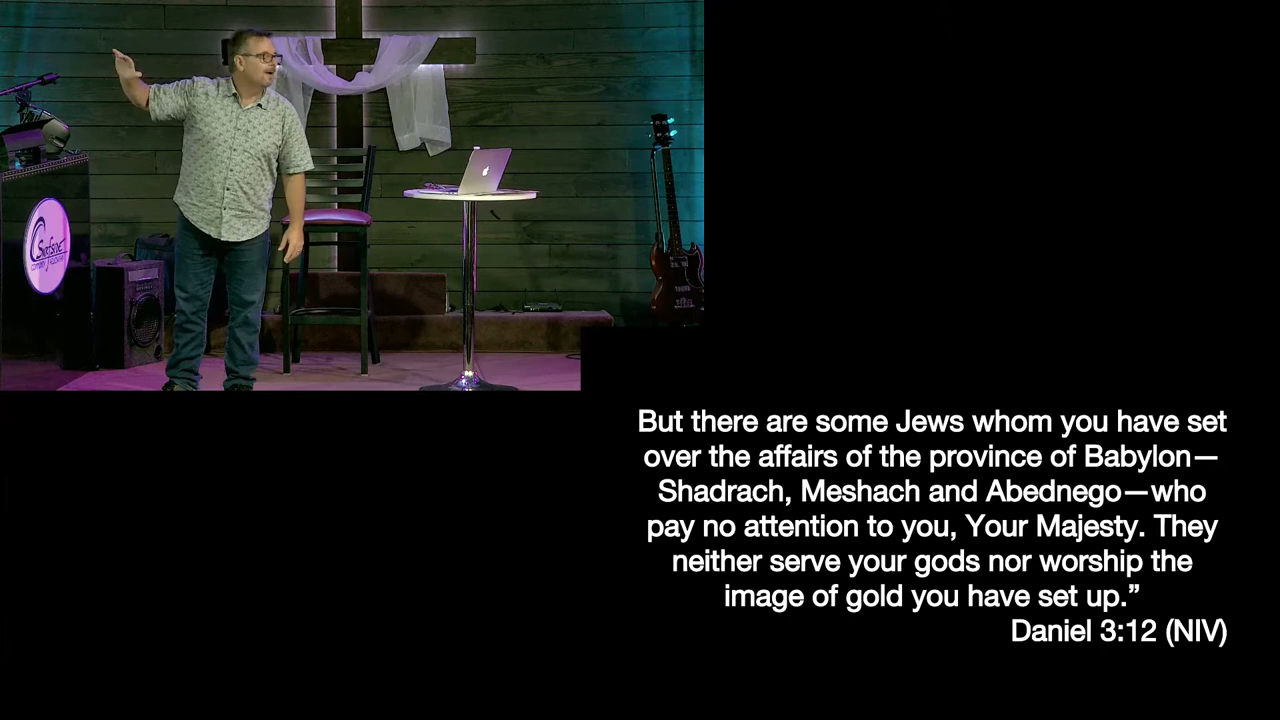 Surfside
But there are some Jews whom you have set
over the affairs of the province of Babylon—
Shadrach, Meshach and Abednego—who
pay no attention to you, Your Majesty. They
neither serve your gods nor worship the
image of gold you have set up.”
Daniel 3:12 (NIV)